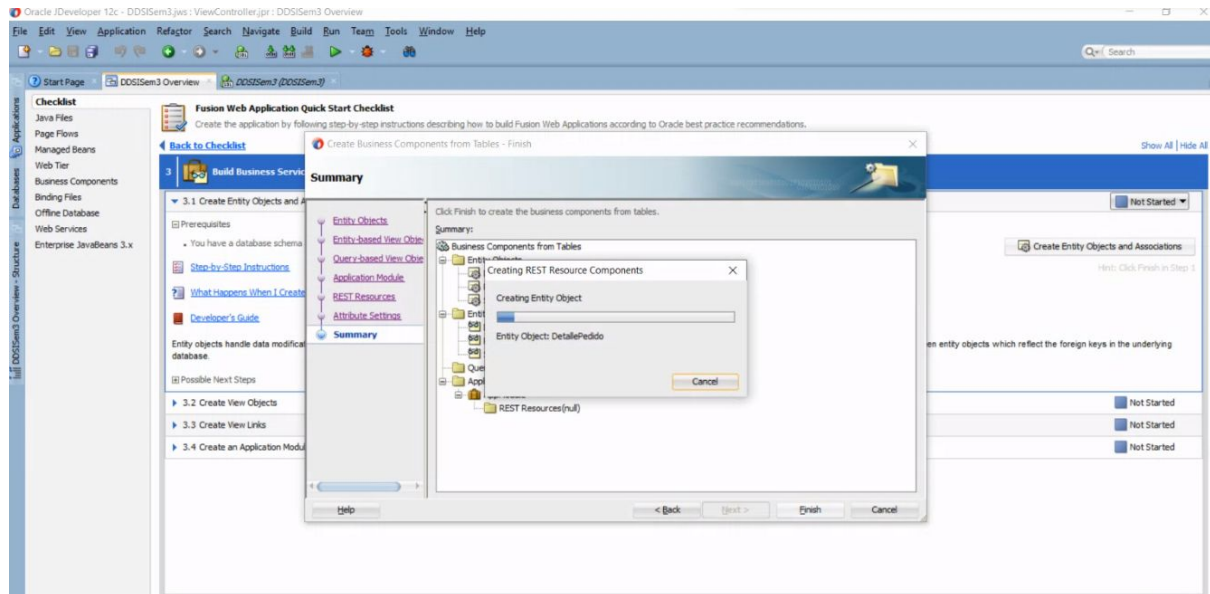 Oracle JDeveloper 12c - DDSISem3.jws : ViewController.jpr : DDSISem3 Overview
File Edit View Application Refactor Search Navigate Build Run Team Tools Window Help
Search
Start Page DDSISem3 Overview DDSISem3 (DDSISem3)
Applications
Databases
DDSISem3 Overview - Structure
Checklist
Java Files
Page Flows
Managed Beans
Web Tier
Business Components
Binding Files
Offline Database
Web Services
Enterprise JavaBeans 3.x
Fusion Web Application Quick Start Checklist
Create the application by following step-by-step instructions describing how to build Fusion Web Applications according to Oracle best practice recommendations.
Back to Checklist
Show All | Hide All
3 Build Business Servic
3.1 Create Entity Objects and A
Not Started
Prerequisites
You have a database schema
Create Entity Objects and Associations
Step-by-Step Instructions
Hint: Click Finish in Step 1
What Happens When I Create
Developer's Guide
Entity objects handle data modificat
en entity objects which reflect the foreign keys in the underlying
database.
Possible Next Steps
3.2 Create View Objects
Not Started
3.3 Create View Links
Not Started
3.4 Create an Application Modul
Not Started
Create Business Components from Tables - Finish
Summary
Entity Objects
Entity-based View Obje
Query-based View Obje
Application Module
REST Resources
Attribute Settings
Summary
Click Finish to create the business components from tables.
Summary:
Business Components from Tables
Entity Objects
Entit
Que
Appl
REST Resources(null)
Creating REST Resource Components
Creating Entity Object
Entity Object: DetallePedido
Cancel
Help
< Back Next > Finish Cancel